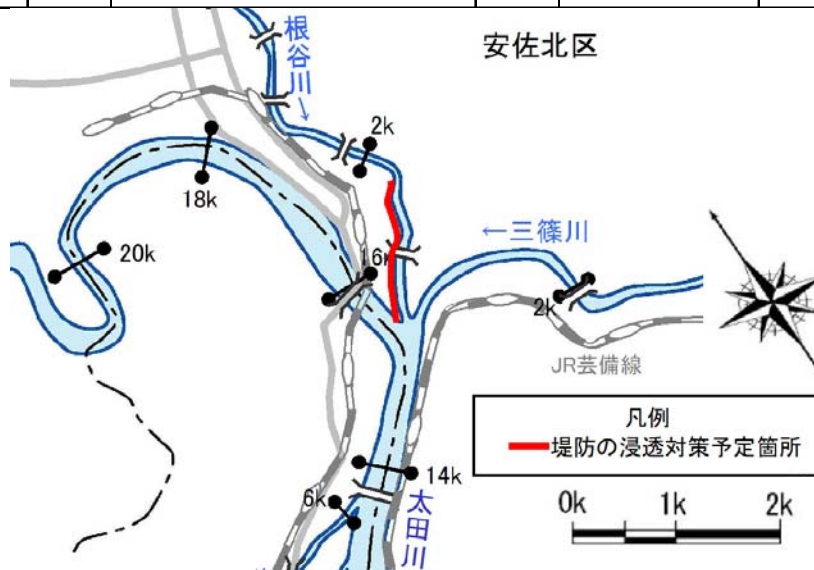 根谷川
↓
安佐北区
2k
18k
20k
16k
←三篠川
2k
JR芸備線
凡例
堤防の浸透対策予定箇所
14k
6k
太田川
0k 1k 2k